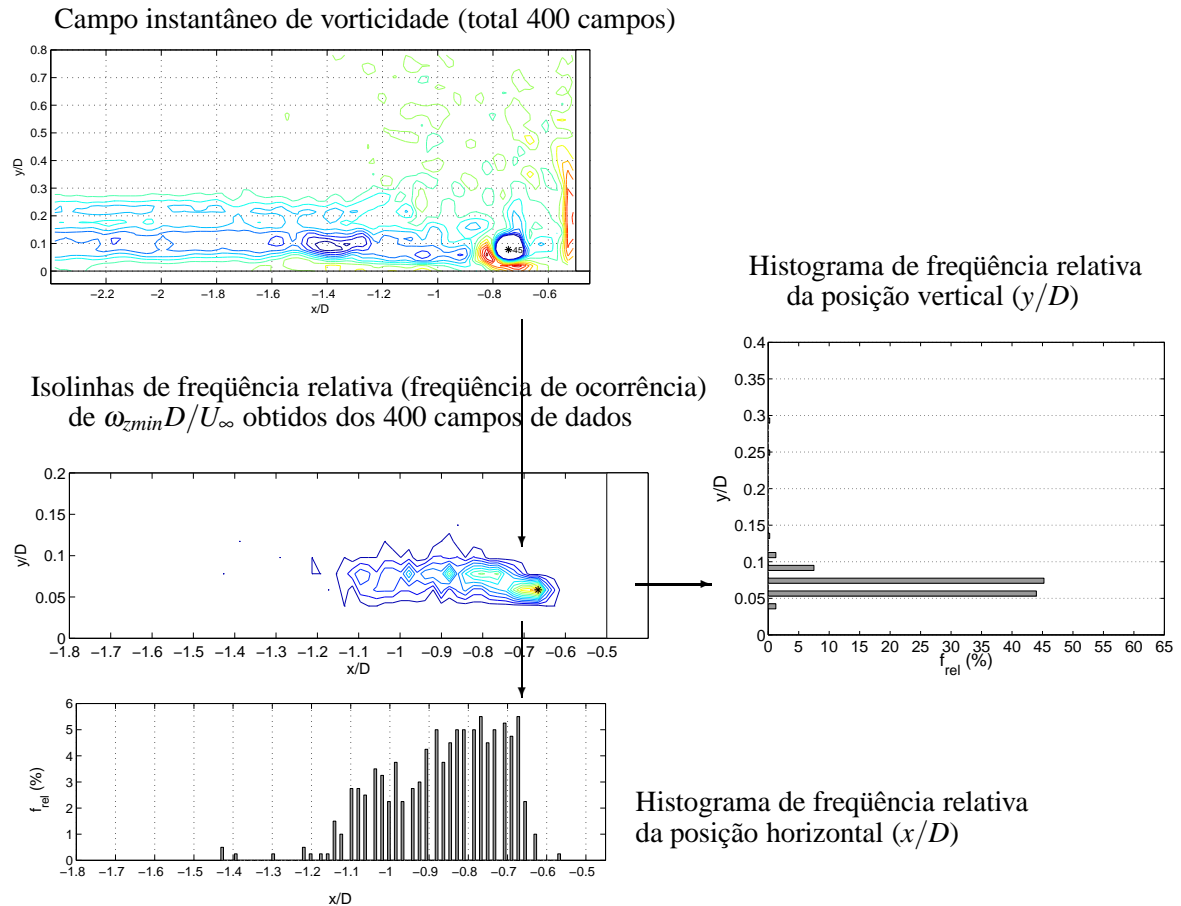 Campo instantâneo de vorticidade (total 400 campos)
0.8
0.7
0.6
0.5
0.4
0.3
0.2
0.1
0
y/D
45
−2.2 −2 −1.8 −1.6 −1.4 −1.2 −1 −0.8 −0.6
x/D
Histograma de freqüência relativa
da posição vertical (y/D)
0.4
0.35
0.3
0.25
0.2
0.15
0.1
0.05
0
y/D
0 5 10 15 20 25 30 35 40 45 50 55 60 65
f_rel (%)
Isolinhas de freqüência relativa (freqüência de ocorrência)
de ω_zmin D/U_∞ obtidos dos 400 campos de dados
0.2
0.15
0.1
0.05
0
y/D
−1.8 −1.7 −1.6 −1.5 −1.4 −1.3 −1.2 −1.1 −1 −0.9 −0.8 −0.7 −0.6 −0.5
x/D
6
5
4
3
2
1
0
f_rel (%)
−1.8 −1.7 −1.6 −1.5 −1.4 −1.3 −1.2 −1.1 −1 −0.9 −0.8 −0.7 −0.6 −0.5
x/D
Histograma de freqüência relativa
da posição horizontal (x/D)